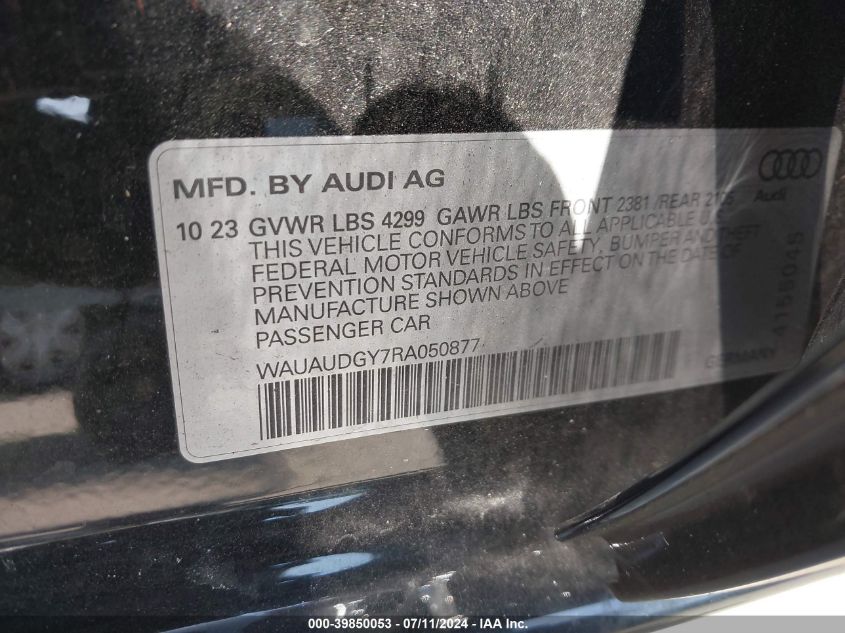 MFD. BY AUDI AG
Audi
10 23 GVWR LBS 4299 GAWR LBS FRONT 2381 /REAR
THIS VEHICLE CONFORMS TO ALL APPLICABLE U.S.
FEDERAL MOTOR VEHICLE SAFETY, BUMPER AND THEFT
PREVENTION STANDARDS IN EFFECT ON THE DATE OF
MANUFACTURE SHOWN ABOVE
PASSENGER CAR
WAUAUDGY7RA050877
GERMANY
000-39850053 - 07/11/2024 - IAA Inc.